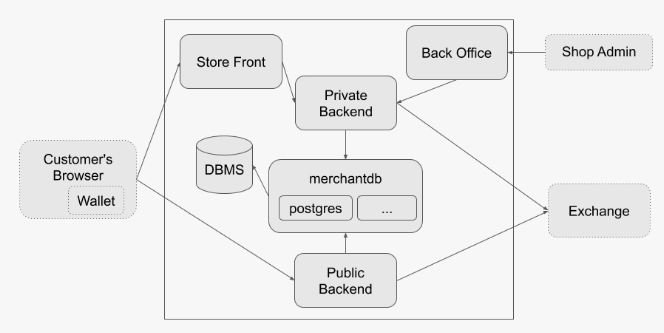 Store Front
Back Office
Shop Admin
Private
Backend
Customer's
Browser
Wallet
DBMS
merchantdb
postgres
...
Exchange
Public
Backend